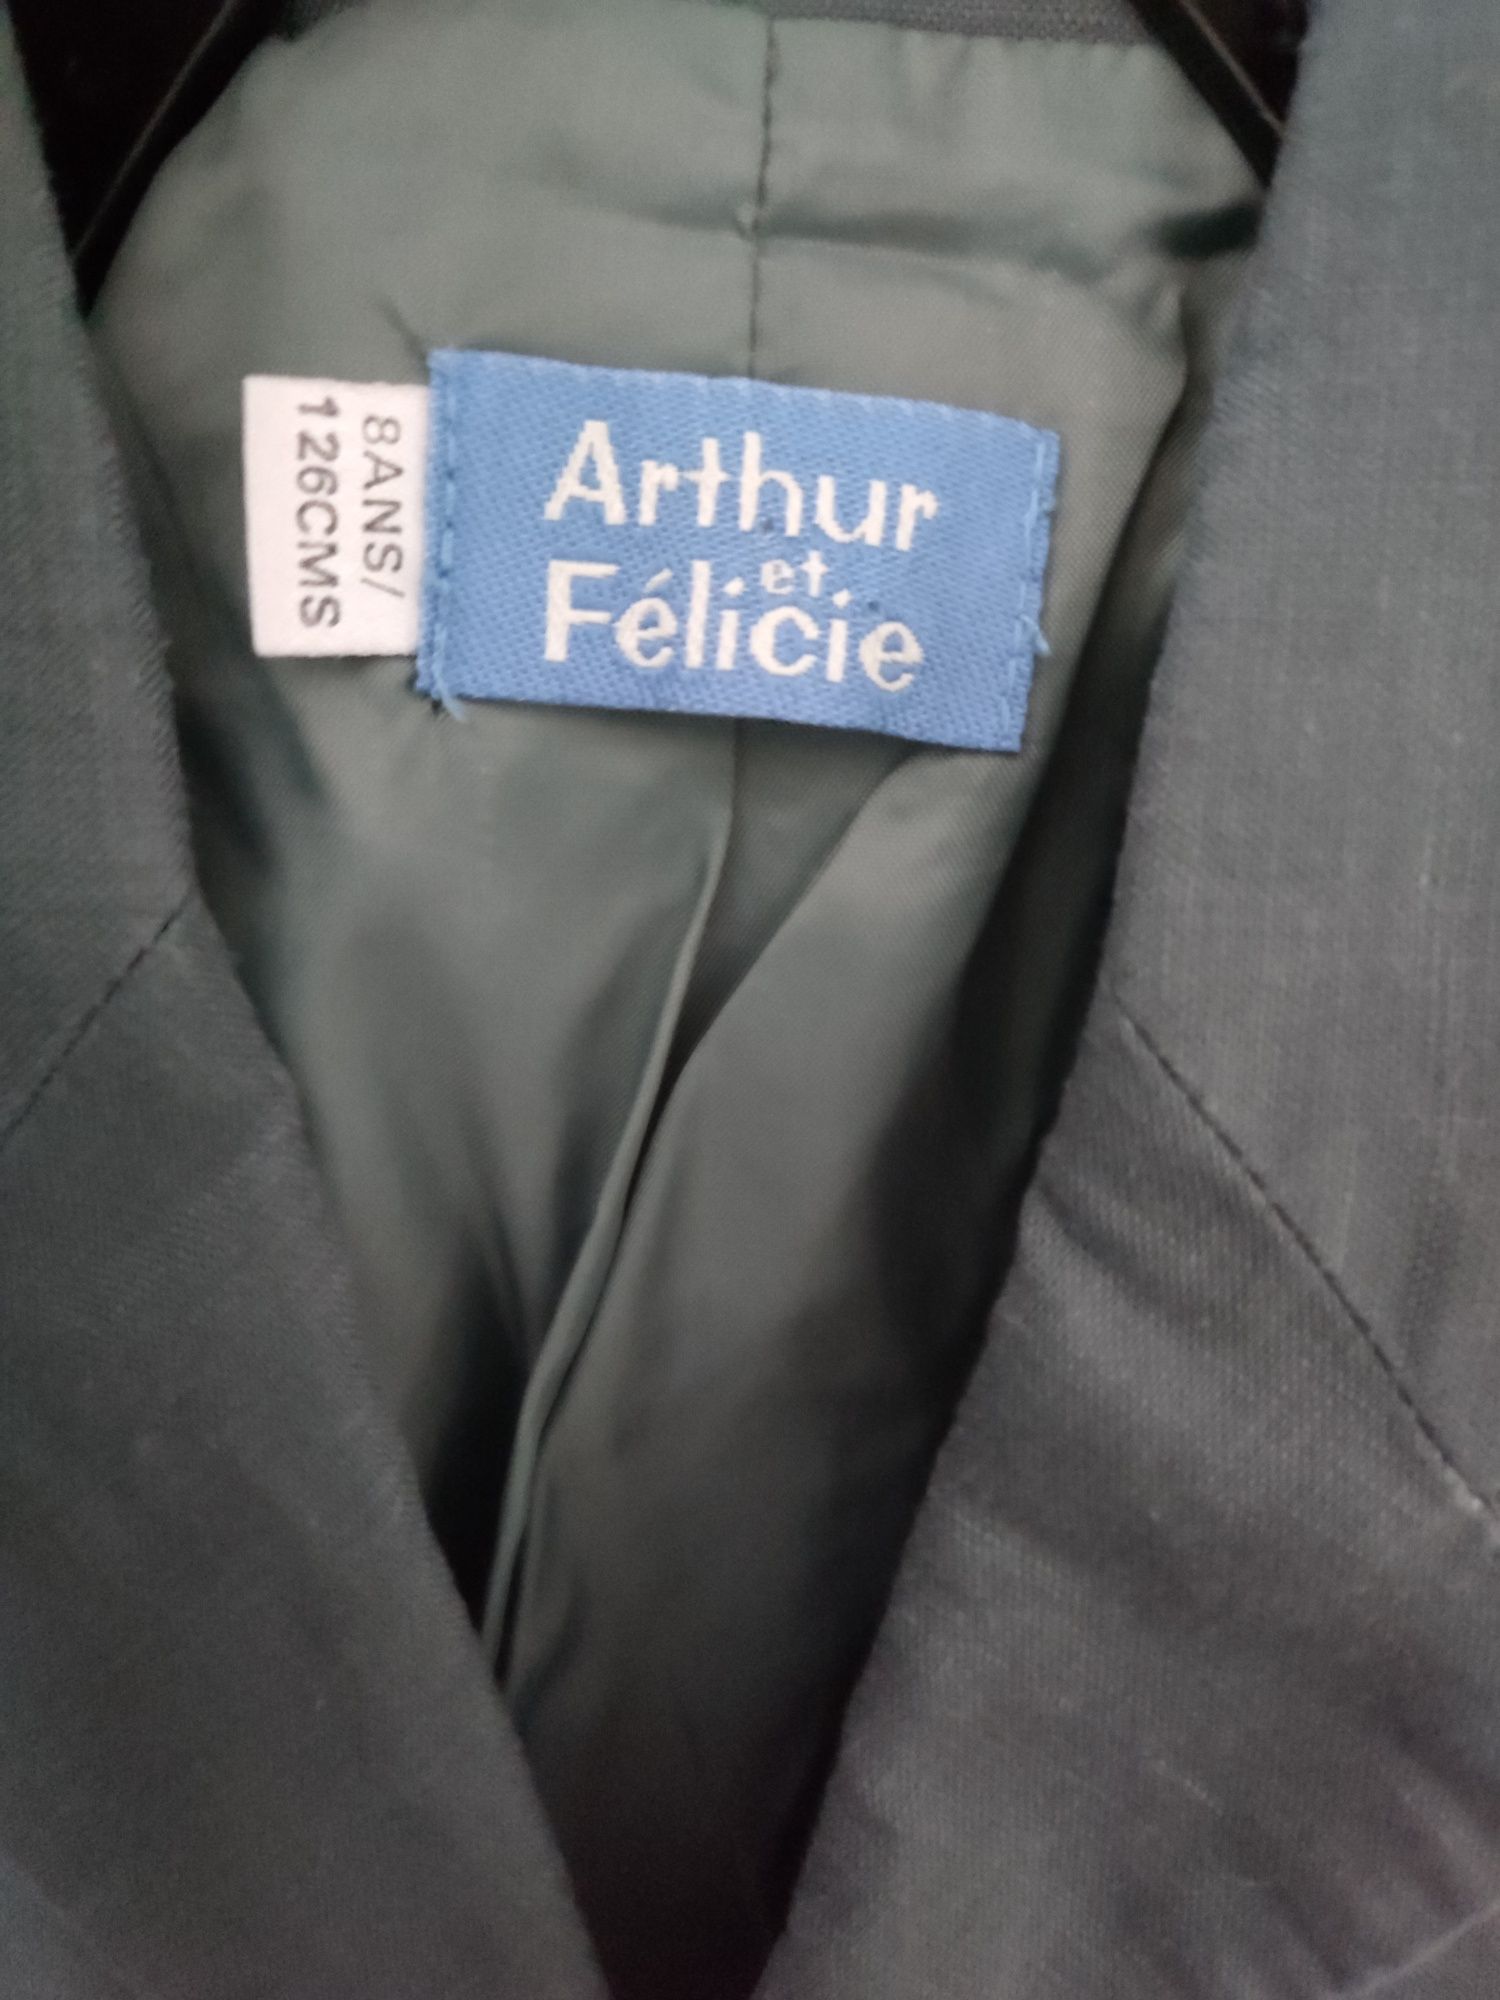 8ANS/
126CMS
Arthur
et
Félicie